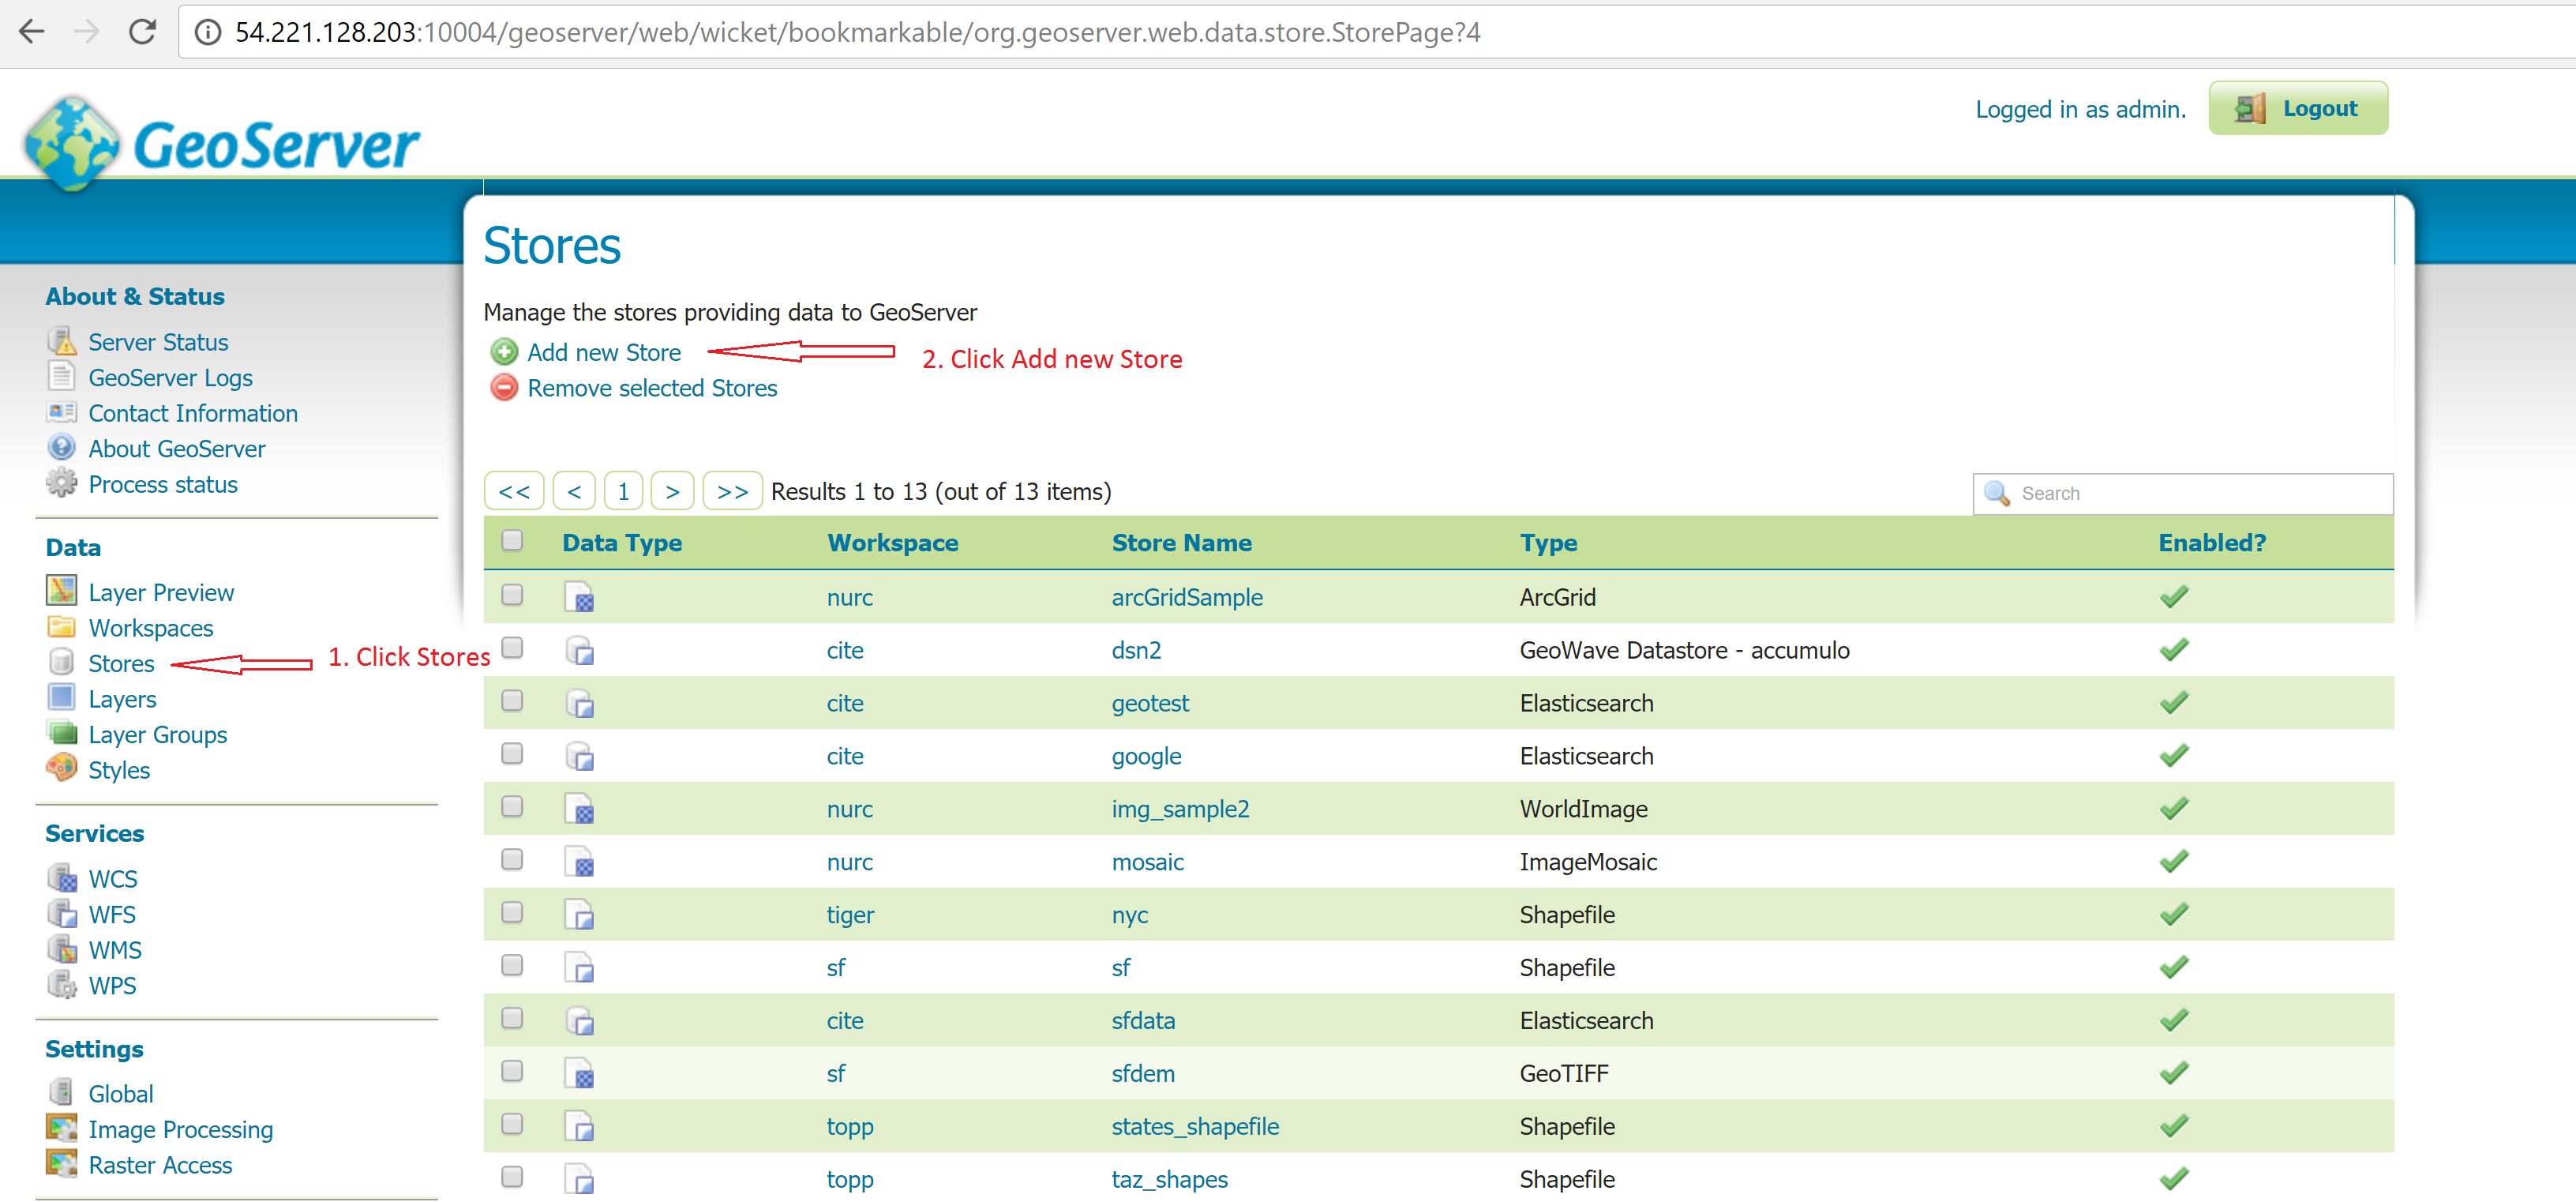 54.221.128.203:10004/geoserver/web/wicket/bookmarkable/org.geoserver.web.data.store.StorePage?4
GeoServer
Logged in as admin.
Logout
About & Status
Server Status
GeoServer Logs
Contact Information
About GeoServer
Process status
Data
Layer Preview
Workspaces
Stores
1. Click Stores
Layers
Layer Groups
Styles
Services
WCS
WFS
WMS
WPS
Settings
Global
Image Processing
Raster Access
Stores
Manage the stores providing data to GeoServer
Add new Store
2. Click Add new Store
Remove selected Stores
<< < 1 > >> Results 1 to 13 (out of 13 items)
Search
Data Type Workspace Store Name Type Enabled?
nurc arcGridSample ArcGrid
cite dsn2 GeoWave Datastore - accumulo
cite geotest Elasticsearch
cite google Elasticsearch
nurc img_sample2 WorldImage
nurc mosaic ImageMosaic
tiger nyc Shapefile
sf sf Shapefile
cite sfdata Elasticsearch
sf sfdem GeoTIFF
topp states_shapefile Shapefile
topp taz_shapes Shapefile